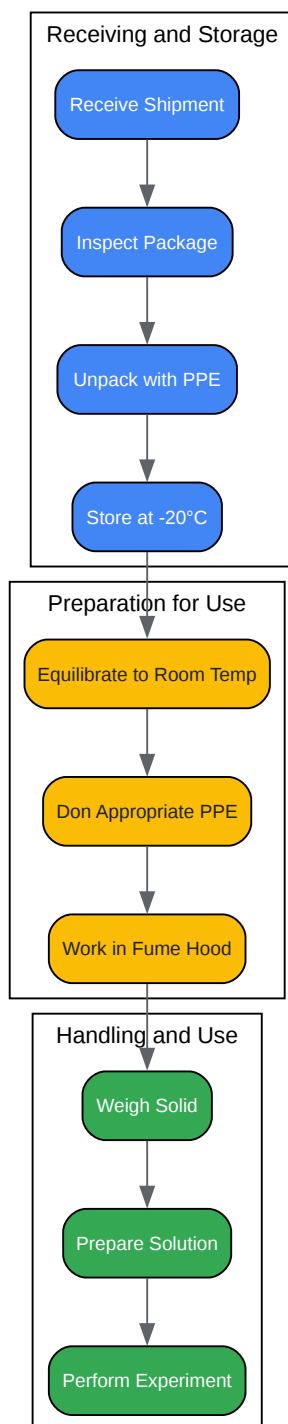 Receiving and Storage
Receive Shipment
Inspect Package
Unpack with PPE
Store at -20°C
Preparation for Use
Equilibrate to Room Temp
Don Appropriate PPE
Work in Fume Hood
Handling and Use
Weigh Solid
Prepare Solution
Perform Experiment